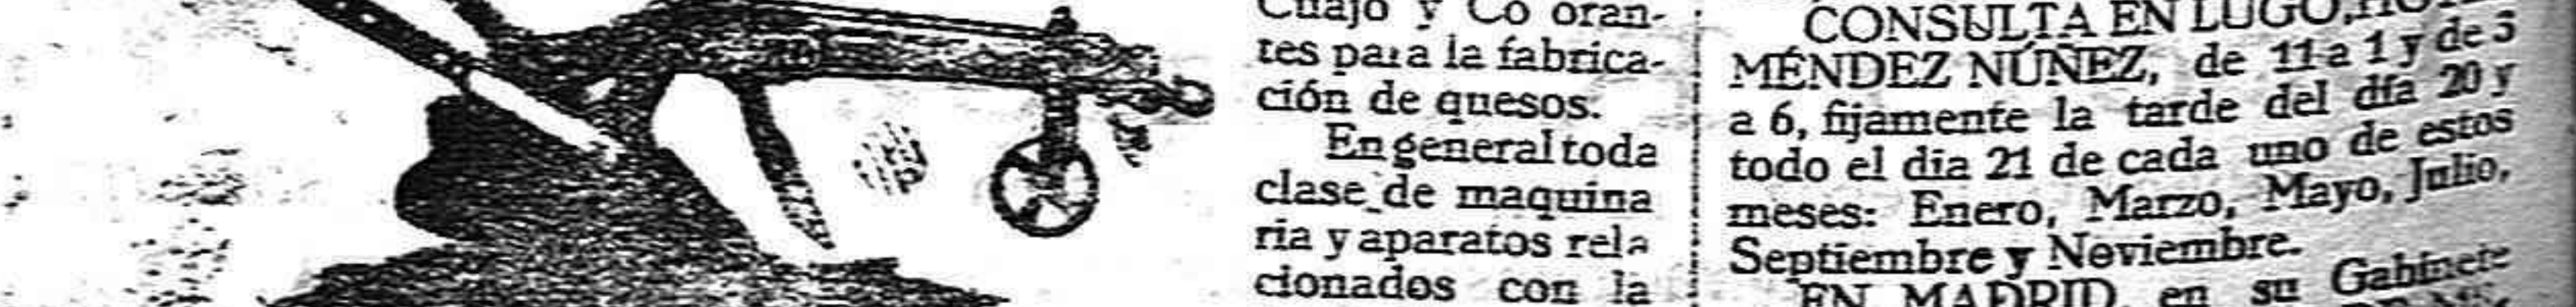 Cuajo y Co oran-
tes para la fabrica-
ción de quesos.
En general toda
clase de maquina
ria y aparatos rela
cionados con la
CONSULTA EN LUGO,
MÉNDEZ NÚÑEZ, de 11 a 1 y de 3
a 6, fijamente la tarde del día 20 y
todo el dia 21 de cada uno de estos
meses: Enero, Marzo, Mayo, Julio,
Septiembre y Noviembre.
EN MADRID, en su Gabinete